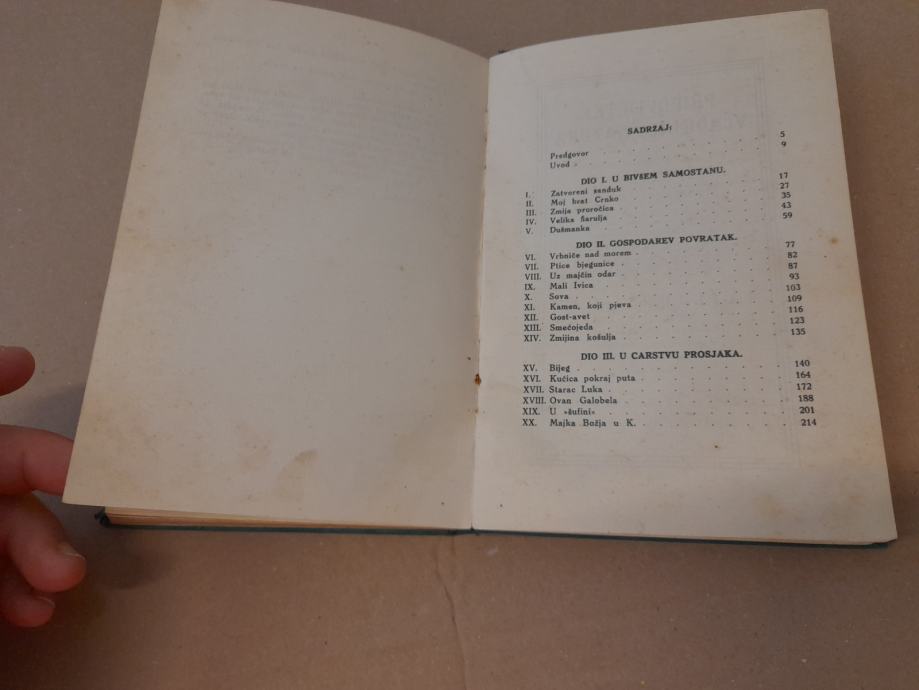 SADRŽAJ:
Predgovor . . . . . . . . . . . . 5
Uvod . . . . . . . . . . . . 9
DIO I. U BIVŠEM SAMOSTANU.
I. Zatvoreni sanduk . . . . . . . . . . 17
II. Moj brat Crnko . . . . . . . . . . 27
III. Zmija proročica . . . . . . . . . . 35
IV. Velika šarulja . . . . . . . . . . 43
V. Dušmanka . . . . . . . . . . 59
DIO II. GOSPODAREV POVRATAK.
VI. Vrbniče nad morem . . . . . . . . . . 77
VII. Ptice bjegunice . . . . . . . . . . 82
VIII. Uz majčin odar . . . . . . . . . . 87
IX. Mali Ivica . . . . . . . . . . 93
X. Sova . . . . . . . . . . 103
XI. Kamen, koji pjeva . . . . . . . . . . 109
XII. Gost-avet . . . . . . . . . . 116
XIII. Smećojeda . . . . . . . . . . 123
XIV. Zmijina košulja . . . . . . . . . . 135
DIO III. U CARSTVU PROSJAKA.
XV. Bijeg . . . . . . . . . . 140
XVI. Kućica pokraj puta . . . . . . . . . . 164
XVII. Starac Luka . . . . . . . . . . 172
XVIII. Ovan Galobela . . . . . . . . . . 188
XIX. U »šufini« . . . . . . . . . . 201
XX. Majka Božja u K. . . . . . . . . . . 214